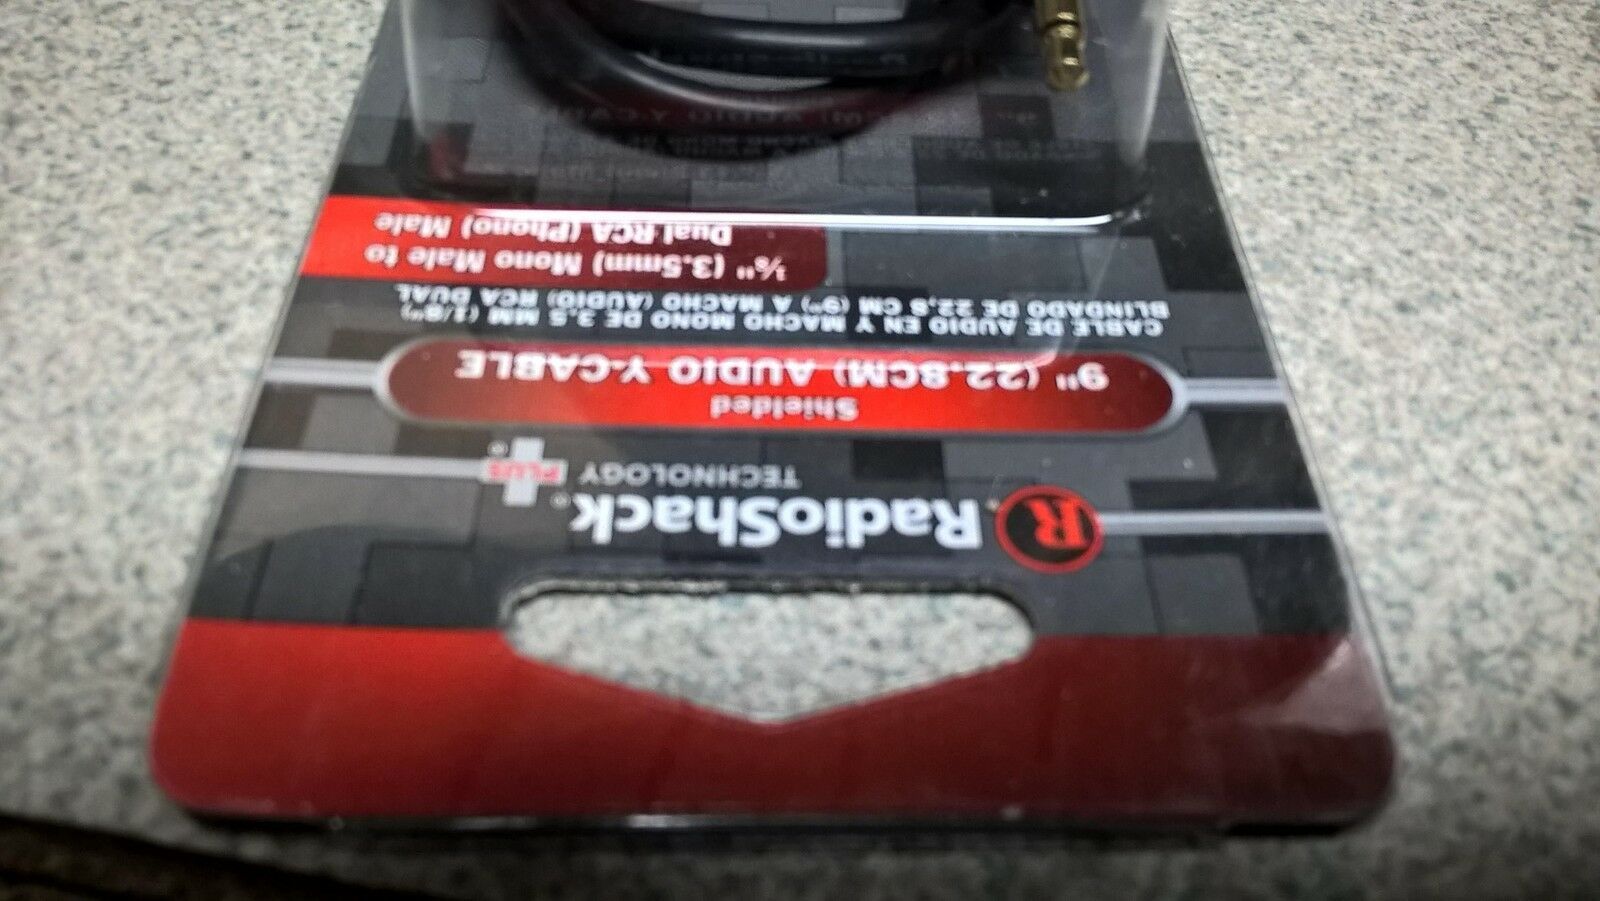 R RadioShack®
TECHNOLOGY PLUS®
Shielded
9" (22.8CM) AUDIO Y-CABLE
CABLE DE AUDIO EN Y MACHO MONO DE 3,5 MM (1/8")
BLINDADO DE 22,8 CM (9") A MACHO (AUDIO) RCA DUAL
⅛" (3.5mm) Mono Male to
Dual RCA (Phono) Male